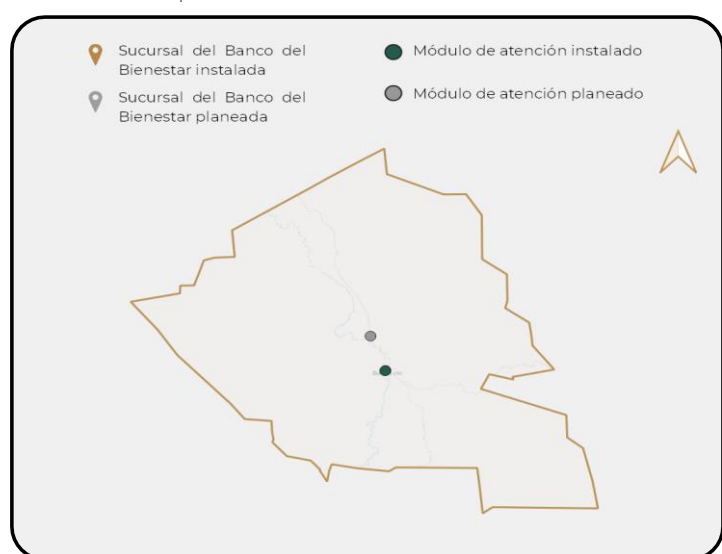 Sucursal del Banco del
Bienestar instalada
Módulo de atención instalado
Sucursal del Banco del
Bienestar planeada
Módulo de atención planeado